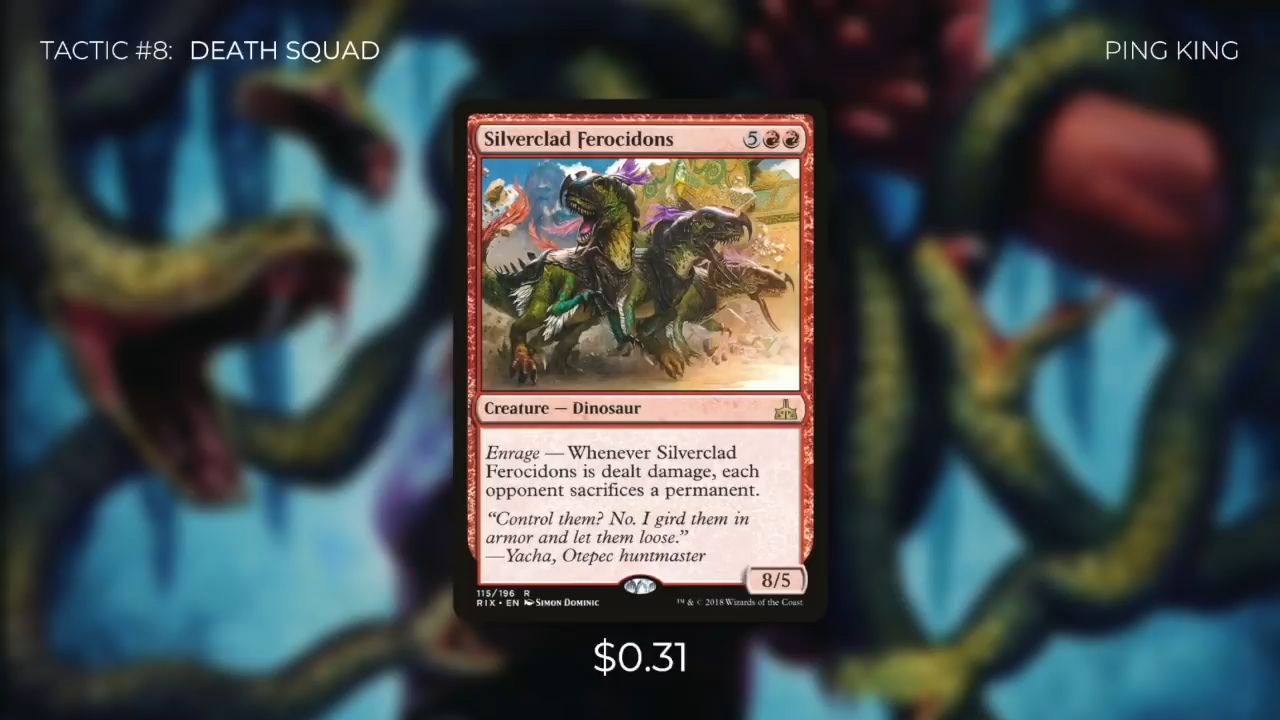 TACTIC #8: DEATH SQUAD
PING KING
Silverclad Ferocidons 5
Creature — Dinosaur
Enrage — Whenever Silverclad
Ferocidons is dealt damage, each
opponent sacrifices a permanent.
"Control them? No. I gird them in
armor and let them loose."
—Yacha, Otepec huntmaster
8/5
115/196 R
RIX • EN SIMON DOMINIC
™ & © 2018 Wizards of the Coast
$0.31